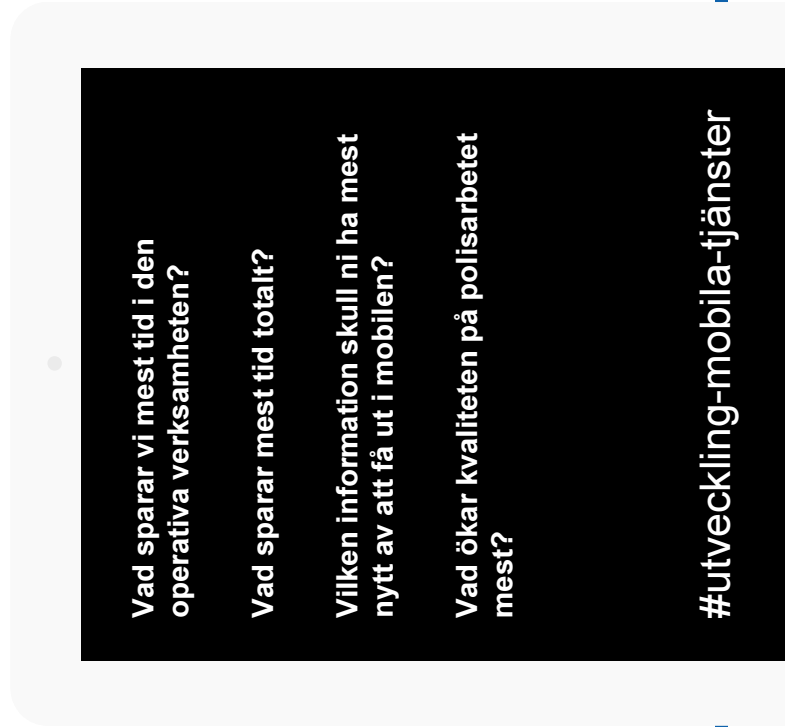 Vad sparar vi mest tid i den
operativa verksamheten?
Vad sparar mest tid totalt?
Vilken information skull ni ha mest
nytt av att få ut i mobilen?
Vad ökar kvaliteten på polisarbetet
mest?
#utveckling-mobila-tjänster